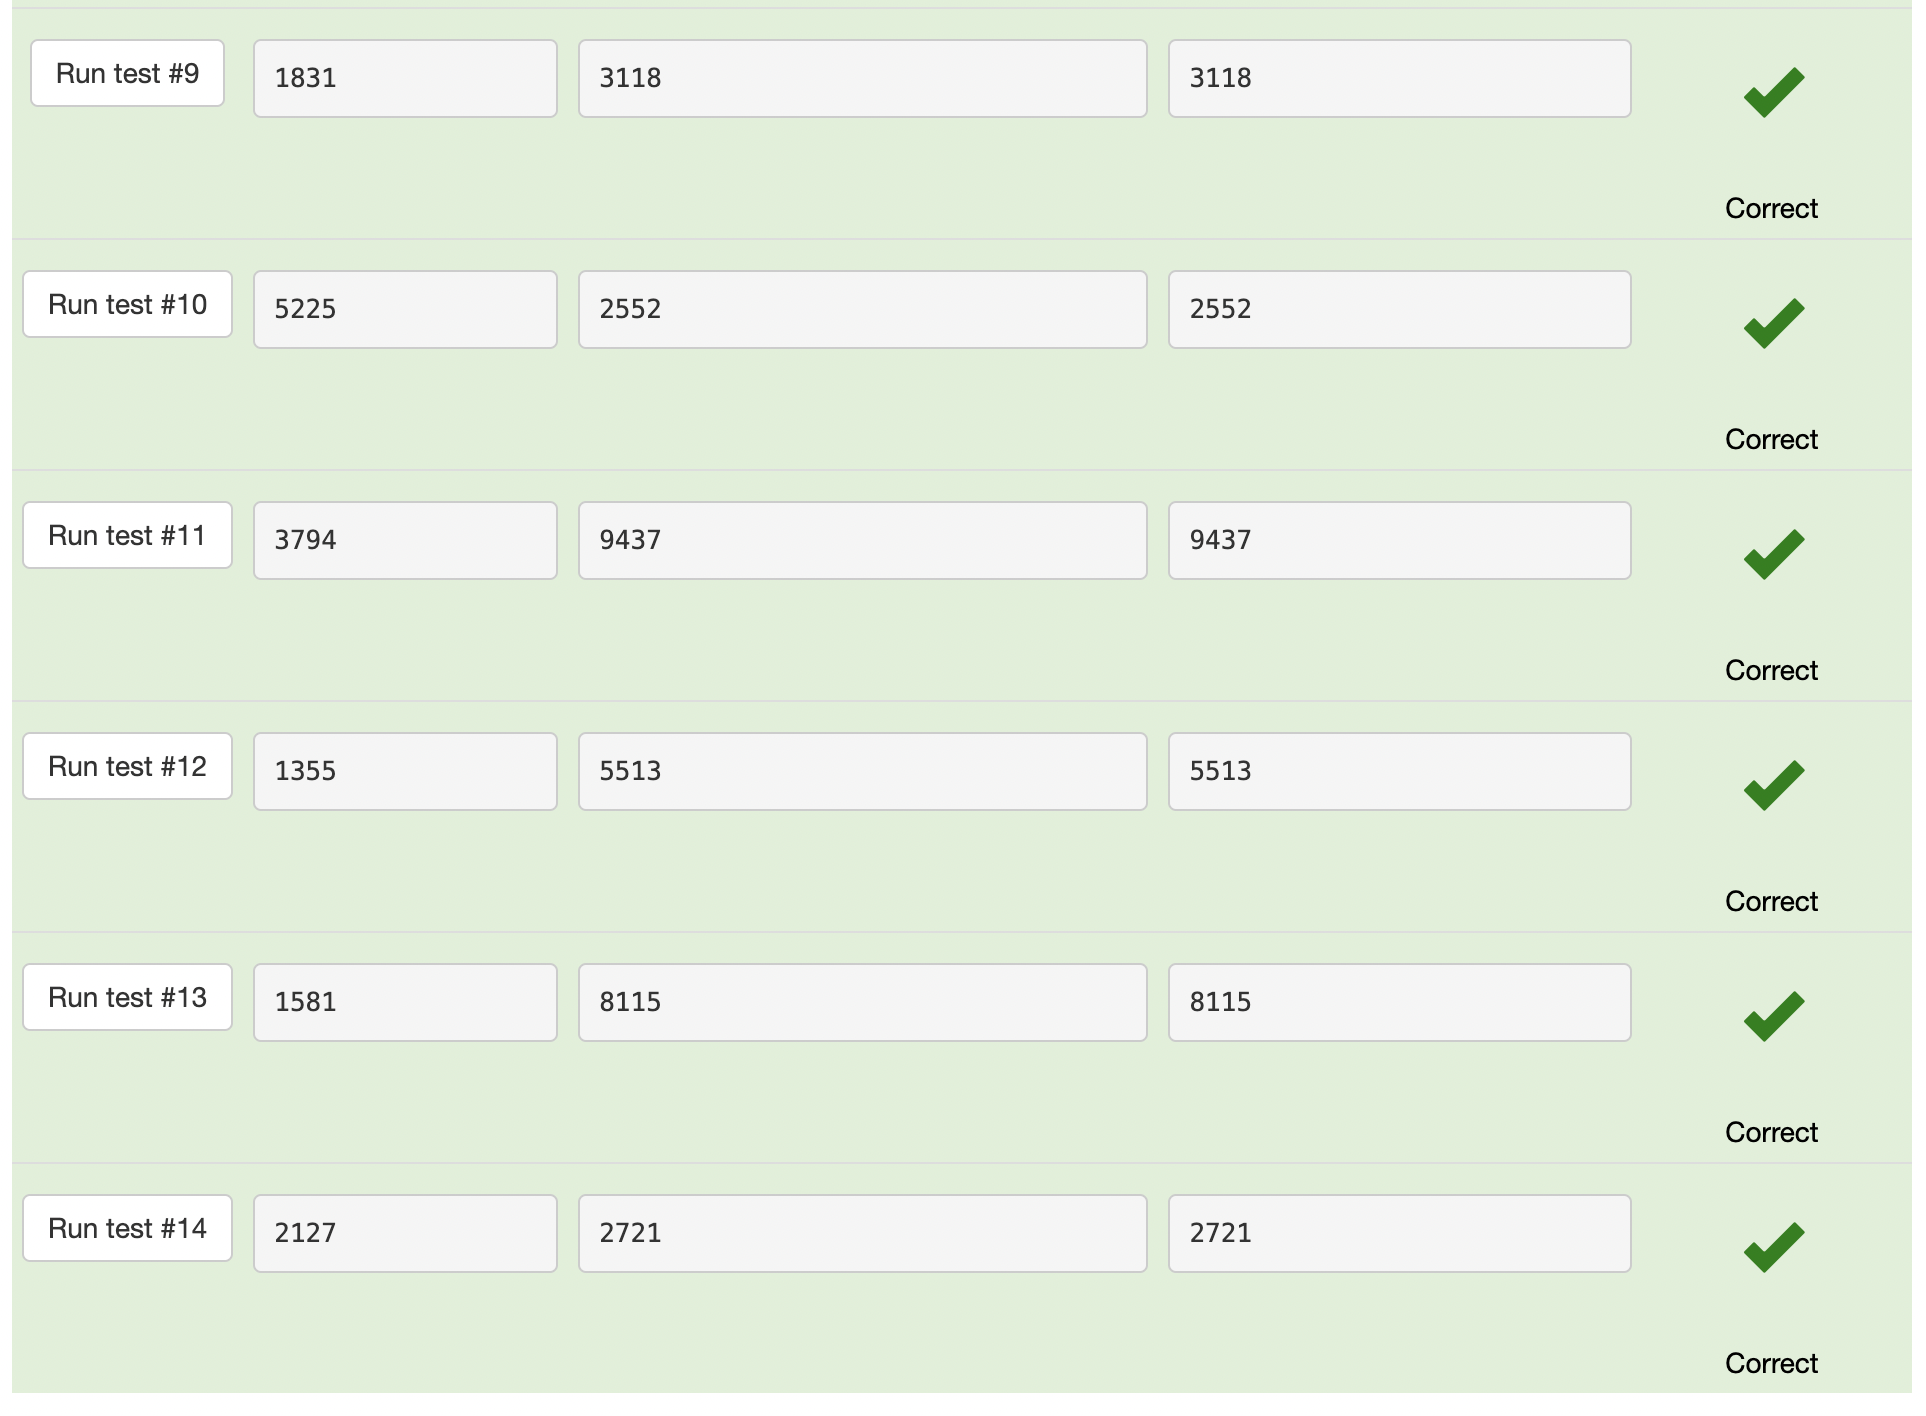 Run test #9 1831 3118 3118
Correct
Run test #10 5225 2552 2552
Correct
Run test #11 3794 9437 9437
Correct
Run test #12 1355 5513 5513
Correct
Run test #13 1581 8115 8115
Correct
Run test #14 2127 2721 2721
Correct